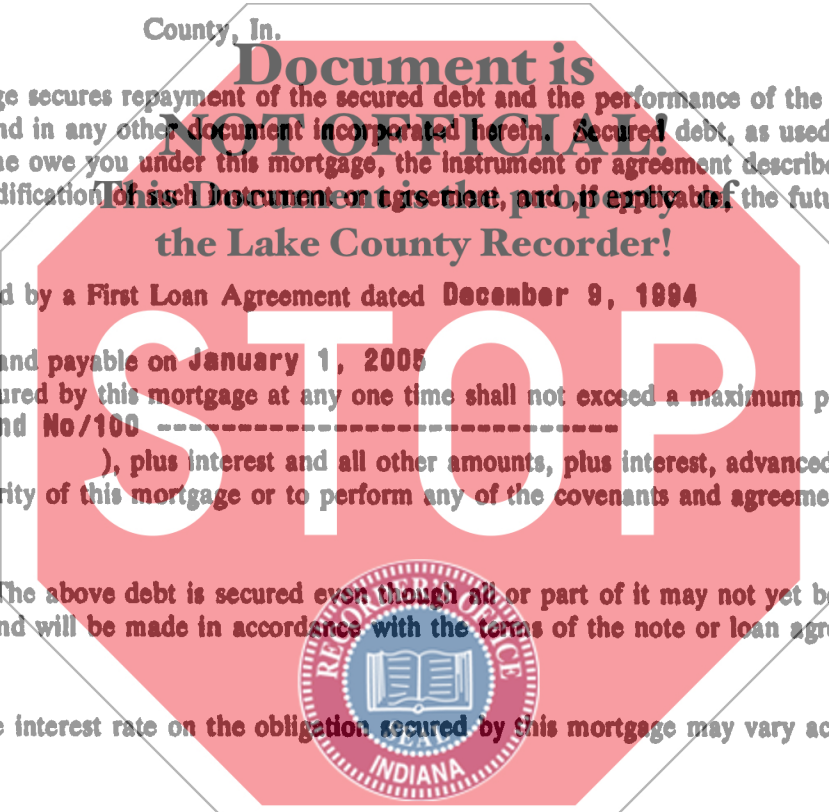 County, In.
Document is
ge secures repayment of the secured debt and the performance of the
nd in any other document incorporated herein. Secured debt, as used
NOT OFFICIAL!
ne owe you under this mortgage, the instrument or agreement describe
dification of such instrument or agreement, and, if applicable, the futu
This Document is the property of
the Lake County Recorder!
d by a First Loan Agreement dated December 9, 1994
STOP
and payable on January 1, 2005
ured by this mortgage at any one time shall not exceed a maximum p
nd No/100 ------------------------------
), plus interest and all other amounts, plus interest, advanced
rity of this mortgage or to perform any of the covenants and agreeme
The above debt is secured even though all or part of it may not yet be
nd will be made in accordance with the terms of the note or loan agre
RECORDER'S OFFICE
SEAL
e interest rate on the obligation secured by this mortgage may vary ac
INDIANA